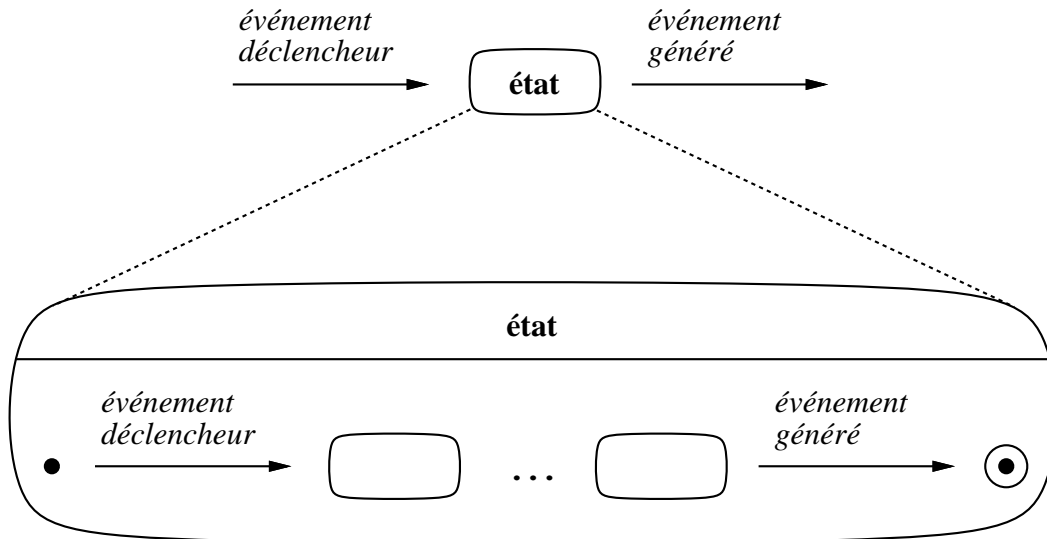 événement
déclencheur
événement
généré
état
état
événement
déclencheur
événement
généré
...